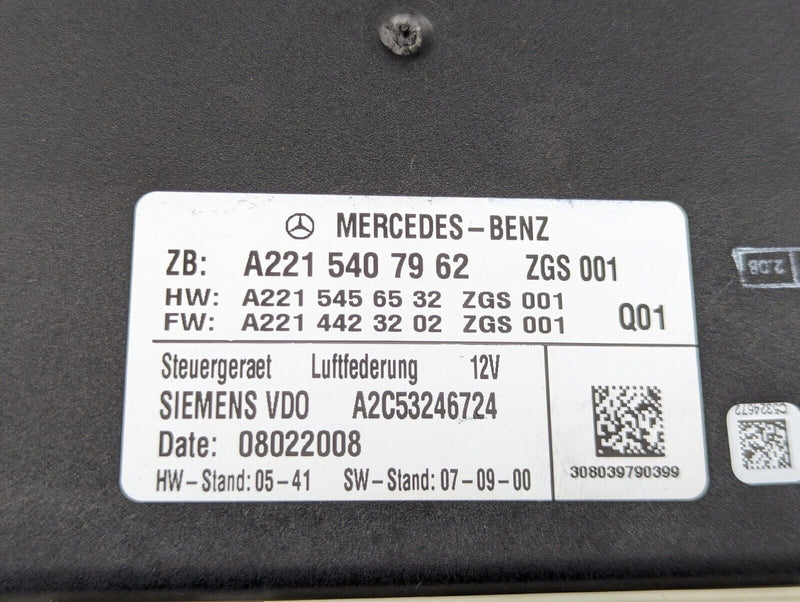 MERCEDES-BENZ
ZB: A221 540 79 62 ZGS 001
HW: A221 545 65 32 ZGS 001
FW: A221 442 32 02 ZGS 001 Q01
Steuergeraet Luftfederung 12V
SIEMENS VDO A2C53246724
Date: 08022008
HW-Stand: 05-41 SW-Stand: 07-09-00
308039790399
2.08
C5324672